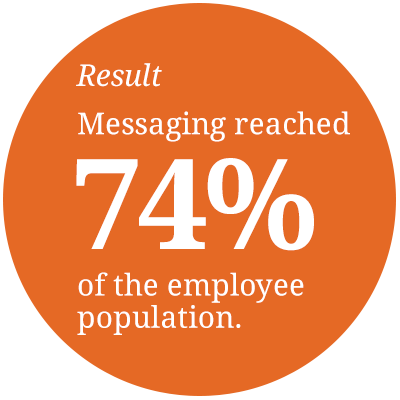 Result
Messaging reached
74%
of the employee
population.